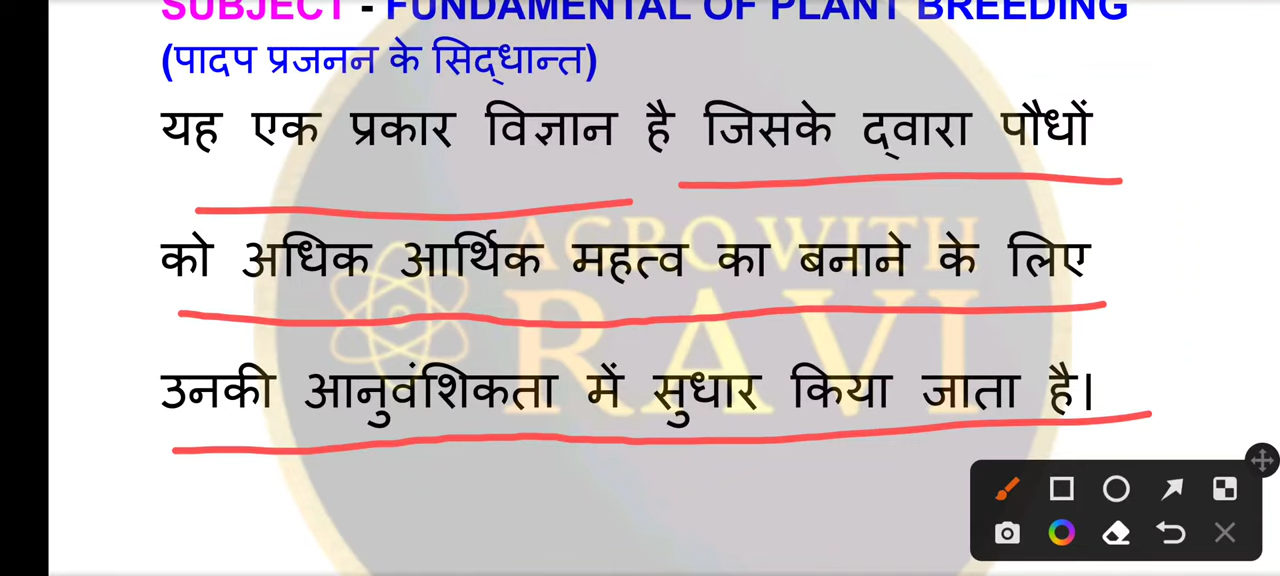 SUBJECT - FUNDAMENTAL OF PLANT BREEDING
(पादप प्रजनन के सिद्धान्त)
यह एक प्रकार विज्ञान है जिसके द्वारा पौधों
को अधिक आर्थिक महत्व का बनाने के लिए
उनकी आनुवंशिकता में सुधार किया जाता है।
AGRO WITH
RAVI